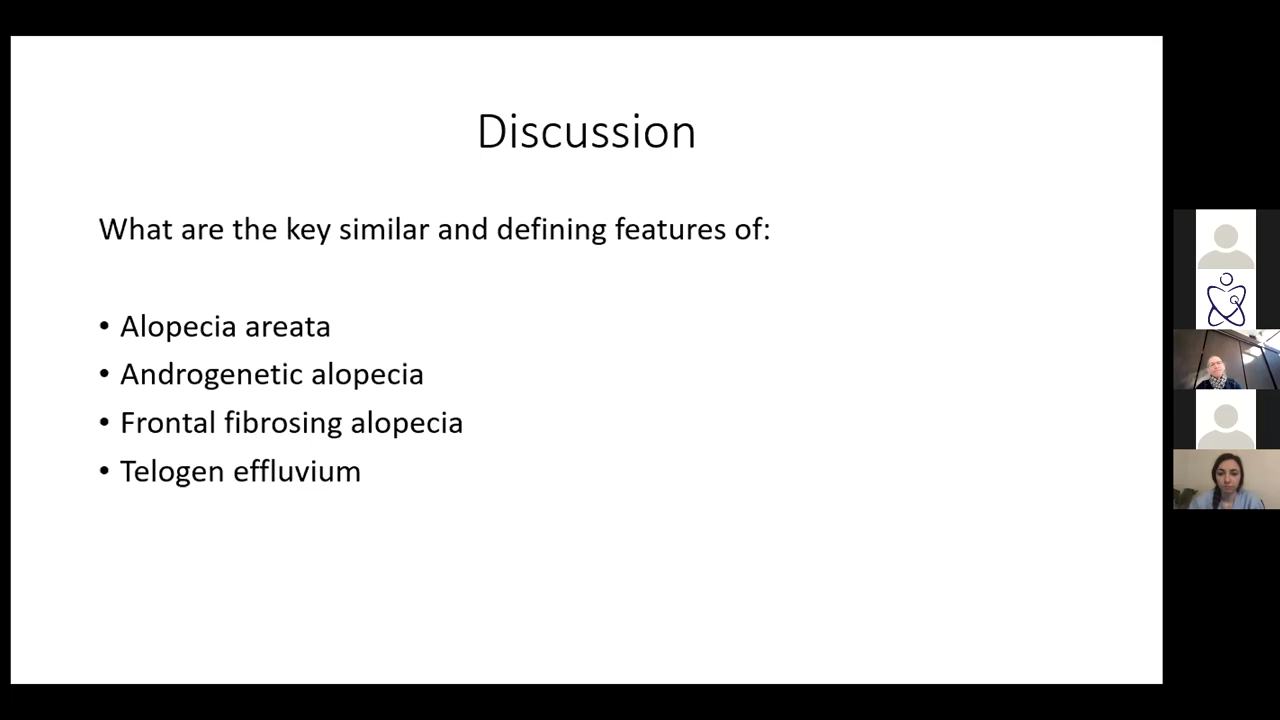 Discussion
What are the key similar and defining features of:
• Alopecia areata
• Androgenetic alopecia
• Frontal fibrosing alopecia
• Telogen effluvium